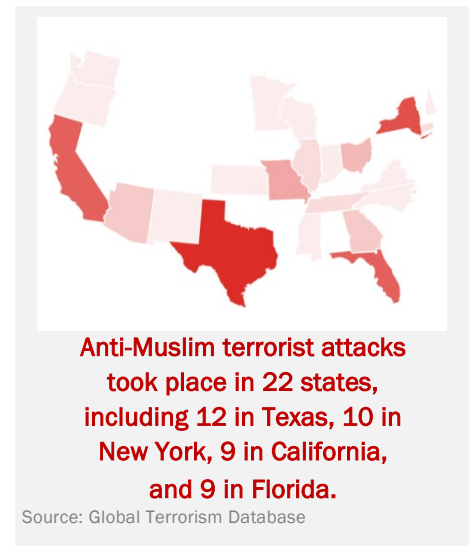 Anti-Muslim terrorist attacks
took place in 22 states,
including 12 in Texas, 10 in
New York, 9 in California,
and 9 in Florida.
Source: Global Terrorism Database